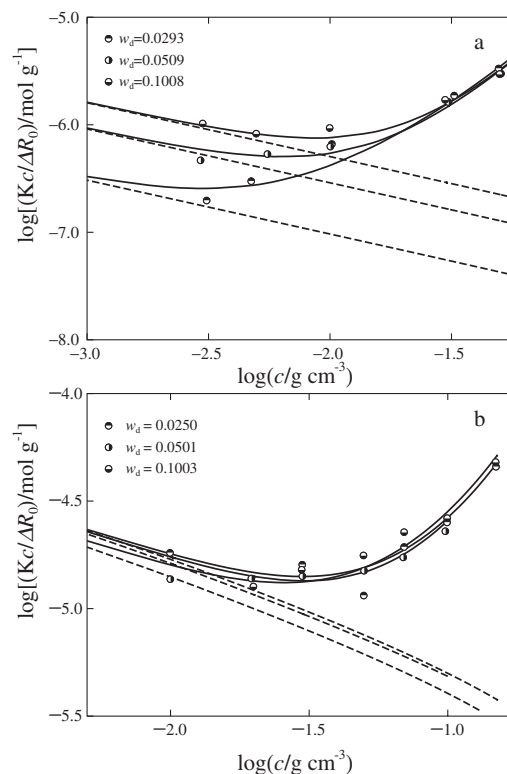 a
w_d=0.0293
w_d=0.0509
w_d=0.1008
log[(Kc/ΔR_0)/mol g^-1]
−5.0
−6.0
−7.0
−8.0
−3.0 −2.5 −2.0 −1.5
log(c/g cm^-3)
b
w_d = 0.0250
w_d = 0.0501
w_d = 0.1003
log[(Kc/ΔR_0)/mol g^-1]
−4.0
−4.5
−5.0
−5.5
−2.0 −1.5 −1.0
log(c/g cm^-3)